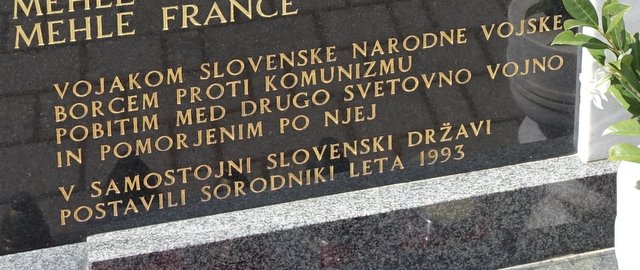 MEHLE
MEHLE FRANCE
VOJAKOM SLOVENSKE NARODNE VOJSKE
BORCEM PROTI KOMUNIZMU
POBITIM MED DRUGO SVETOVNO VOJNO
IN POMORJENIM PO NJEJ
V SAMOSTOJNI SLOVENSKI DRŽAVI
POSTAVILI SORODNIKI LETA 1993